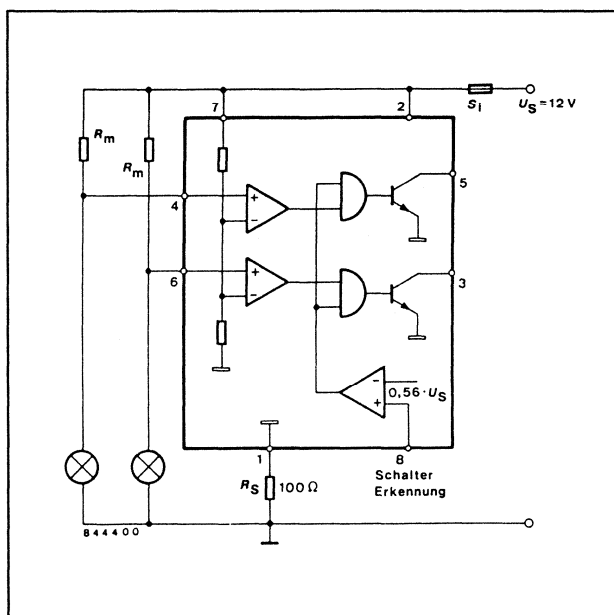 7
2
Si
US = 12 V
Rm
Rm
+
−
4
5
+
−
6
3
−
0,56 · US
+
1
8
RS
100 Ω
Schalter
Erkennung
844400